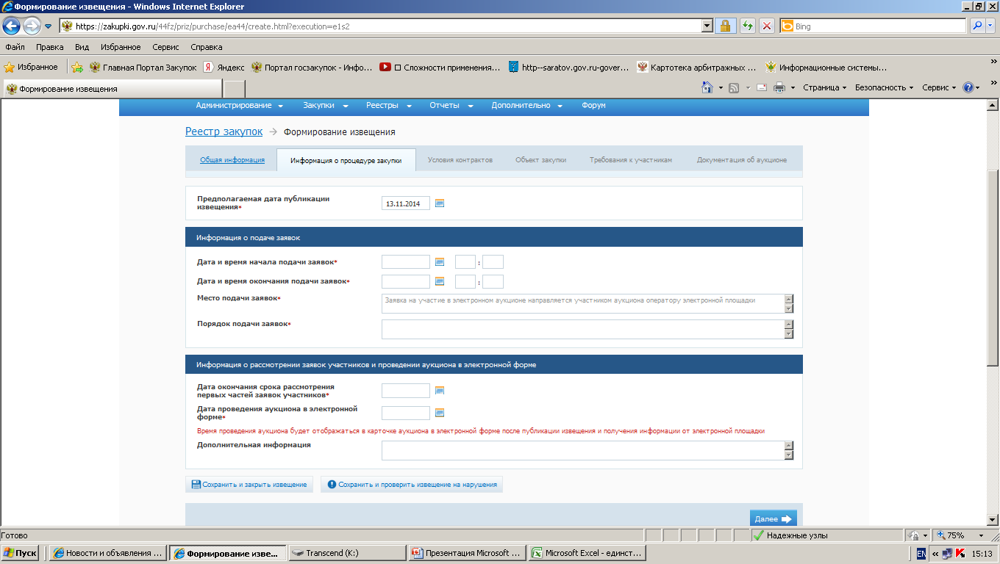 Формирование извещения - Windows Internet Explorer
https://zakupki.gov.ru/44fz/priz/purchase/ea44/create.html?execution=e1s2
Bing
Файл Правка Вид Избранное Сервис Справка
Избранное Главная Портал Закупок Яндекс Портал госзакупок - Инфо... Сложности применения... http--saratov.gov.ru-gover... Картотека арбитражных ... Информационные системы...
Формирование извещения Страница Безопасность Сервис
Администрирование Закупки Реестры Отчеты Дополнительно Форум
Реестр закупок → Формирование извещения
Общая информация Информация о процедуре закупки Условия контрактов Объект закупки Требования к участникам Документация об аукционе
Предполагаемая дата публикации
извещения* 13.11.2014
Информация о подаче заявок
Дата и время начала подачи заявок* :
Дата и время окончания подачи заявок* :
Место подачи заявок* Заявка на участие в электронном аукционе направляется участником аукциона оператору электронной площадки
Порядок подачи заявок*
Информация о рассмотрении заявок участников и проведении аукциона в электронной форме
Дата окончания срока рассмотрения
первых частей заявок участников*
Дата проведения аукциона в электронной
форме*
Время проведения аукциона будет отображаться в карточке аукциона в электронной форме после публикации извещения и получения информации от электронной площадки
Дополнительная информация
Сохранить и закрыть извещение Сохранить и проверить извещение на нарушения
Далее
Готово Надежные узлы 75%
Пуск Новости и объявления ... Формирование изве... Transcend (K:) Презентация Microsoft ... Microsoft Excel - единст... EN « 15:13